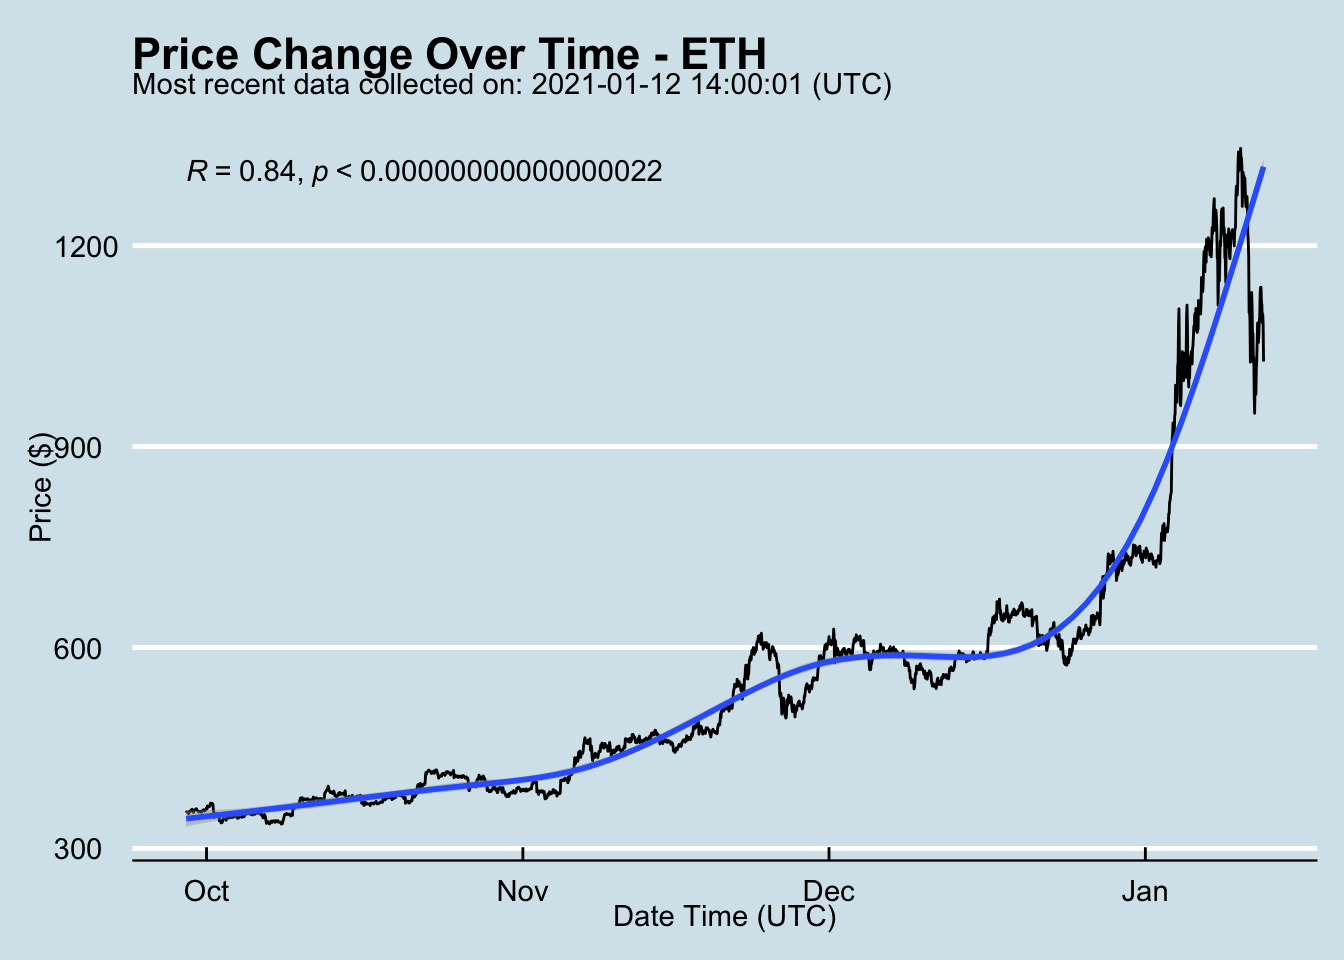 Price Change Over Time - ETH
Most recent data collected on: 2021-01-12 14:00:01 (UTC)
R = 0.84, p < 0.00000000000000022
1200
900
600
300
Price ($)
Oct Nov Dec Jan
Date Time (UTC)